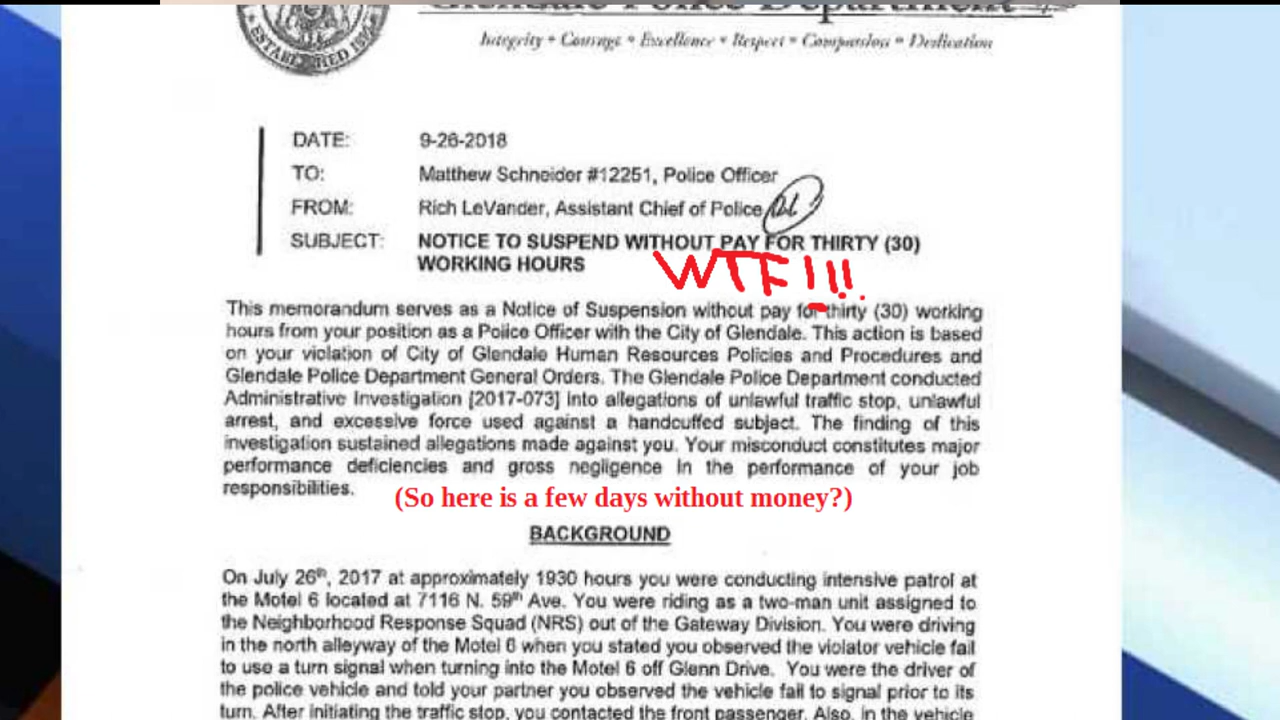 Glendale Police Department
Integrity * Courage * Excellence * Respect * Compassion * Dedication
DATE: 9-26-2018
TO: Matthew Schneider #12251, Police Officer
FROM: Rich LeVander, Assistant Chief of Police
SUBJECT: NOTICE TO SUSPEND WITHOUT PAY FOR THIRTY (30)
WORKING HOURS
WTF!!!
This memorandum serves as a Notice of Suspension without pay for thirty (30) working
hours from your position as a Police Officer with the City of Glendale. This action is based
on your violation of City of Glendale Human Resources Policies and Procedures and
Glendale Police Department General Orders. The Glendale Police Department conducted
Administrative Investigation [2017-073] into allegations of unlawful traffic stop, unlawful
arrest, and excessive force used against a handcuffed subject. The finding of this
investigation sustained allegations made against you. Your misconduct constitutes major
performance deficiencies and gross negligence in the performance of your job
responsibilities.
(So here is a few days without money?)
BACKGROUND
On July 26th, 2017 at approximately 1930 hours you were conducting intensive patrol at
the Motel 6 located at 7116 N. 59th Ave. You were riding as a two-man unit assigned to
the Neighborhood Response Squad (NRS) out of the Gateway Division. You were driving
in the north alleyway of the Motel 6 when you stated you observed the violator vehicle fail
to use a turn signal when turning into the Motel 6 off Glenn Drive. You were the driver of
the police vehicle and told your partner you observed the vehicle fail to signal prior to its
turn. After initiating the traffic stop, you contacted the front passenger. Also, in the vehicle